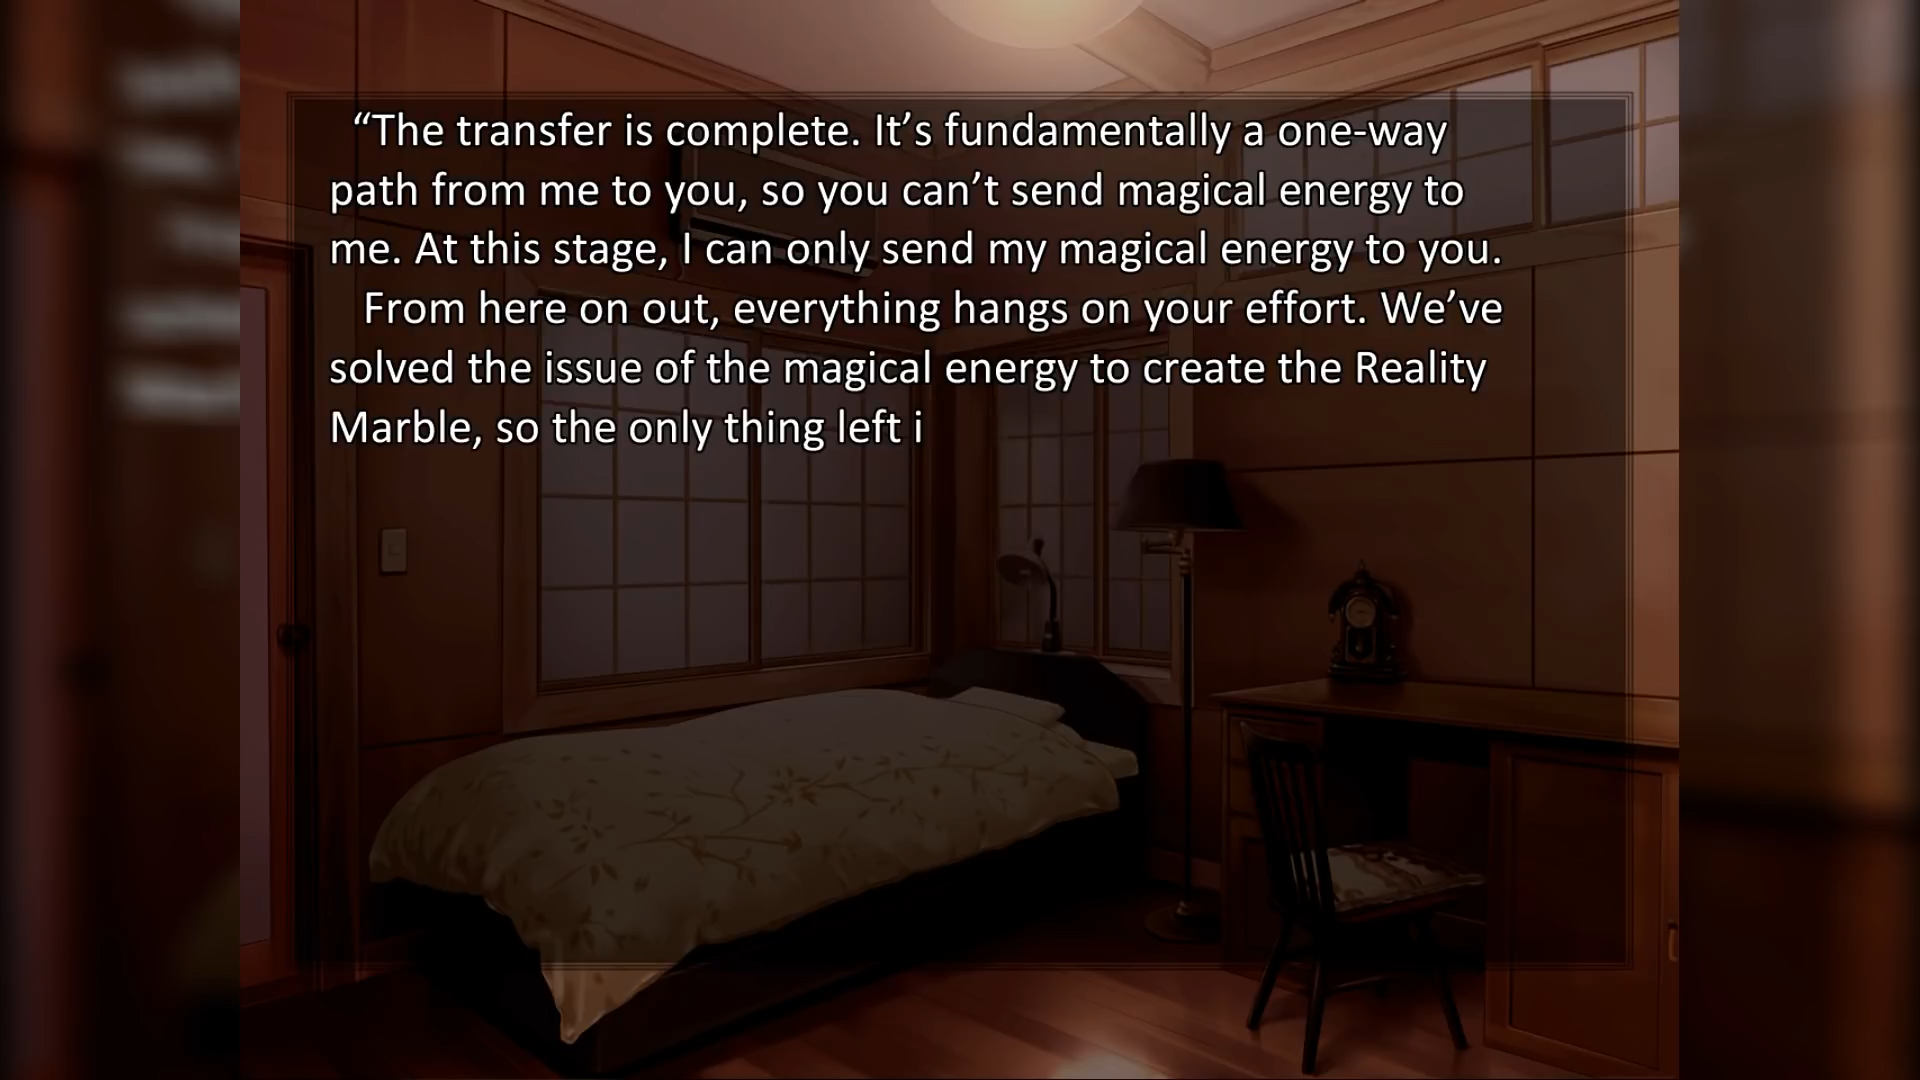 “The transfer is complete. It’s fundamentally a one-way
path from me to you, so you can’t send magical energy to
me. At this stage, I can only send my magical energy to you.
From here on out, everything hangs on your effort. We’ve
solved the issue of the magical energy to create the Reality
Marble, so the only thing left i